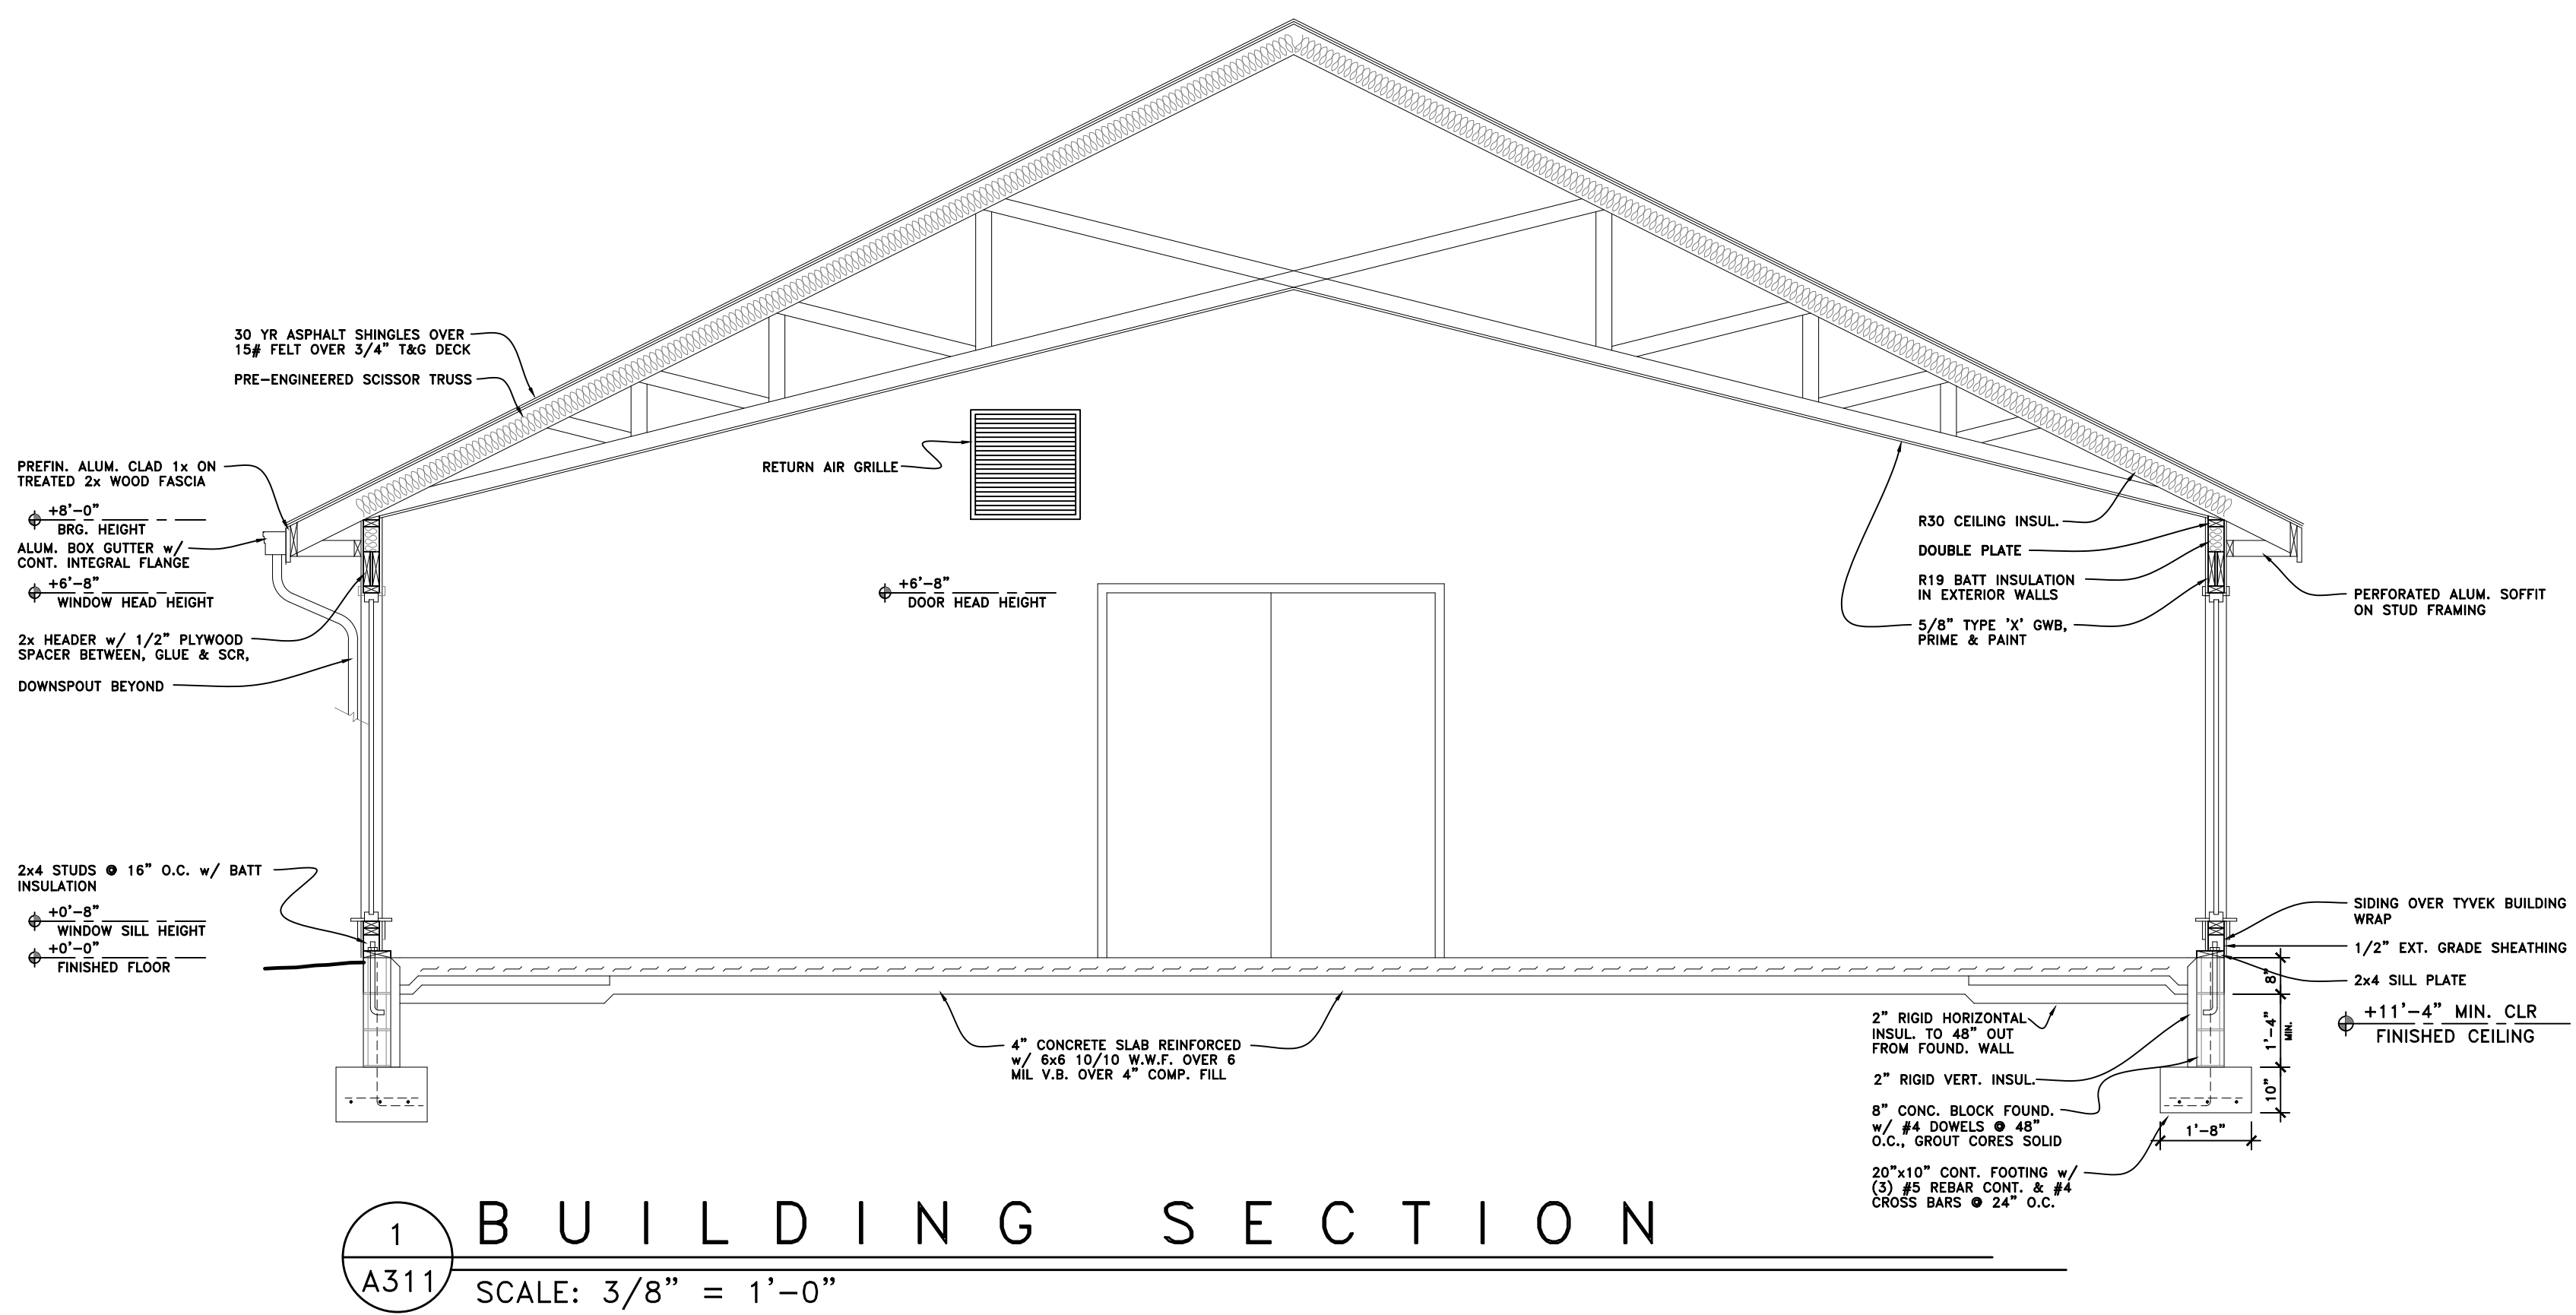 30 YR ASPHALT SHINGLES OVER
15# FELT OVER 3/4" T&G DECK
PRE-ENGINEERED SCISSOR TRUSS
PREFIN. ALUM. CLAD 1x ON
TREATED 2x WOOD FASCIA
+8'-0"
BRG. HEIGHT
ALUM. BOX GUTTER w/
CONT. INTEGRAL FLANGE
+6'-8"
WINDOW HEAD HEIGHT
2x HEADER w/ 1/2" PLYWOOD
SPACER BETWEEN, GLUE & SCR,
DOWNSPOUT BEYOND
2x4 STUDS @ 16" O.C. w/ BATT
INSULATION
+0'-8"
WINDOW SILL HEIGHT
+0'-0"
FINISHED FLOOR
RETURN AIR GRILLE
+6'-8"
DOOR HEAD HEIGHT
4" CONCRETE SLAB REINFORCED
w/ 6x6 10/10 W.W.F. OVER 6
MIL V.B. OVER 4" COMP. FILL
R30 CEILING INSUL.
DOUBLE PLATE
R19 BATT INSULATION
IN EXTERIOR WALLS
5/8" TYPE 'X' GWB,
PRIME & PAINT
PERFORATED ALUM. SOFFIT
ON STUD FRAMING
SIDING OVER TYVEK BUILDING
WRAP
1/2" EXT. GRADE SHEATHING
2x4 SILL PLATE
+11'-4" MIN. CLR
FINISHED CEILING
8"
1'-4"
MIN.
10"
1'-8"
2" RIGID HORIZONTAL
INSUL. TO 48" OUT
FROM FOUND. WALL
2" RIGID VERT. INSUL.
8" CONC. BLOCK FOUND.
w/ #4 DOWELS @ 48"
O.C., GROUT CORES SOLID
20"x10" CONT. FOOTING w/
(3) #5 REBAR CONT. & #4
CROSS BARS @ 24" O.C.
1
A311
BUILDING SECTION
SCALE: 3/8" = 1'-0"